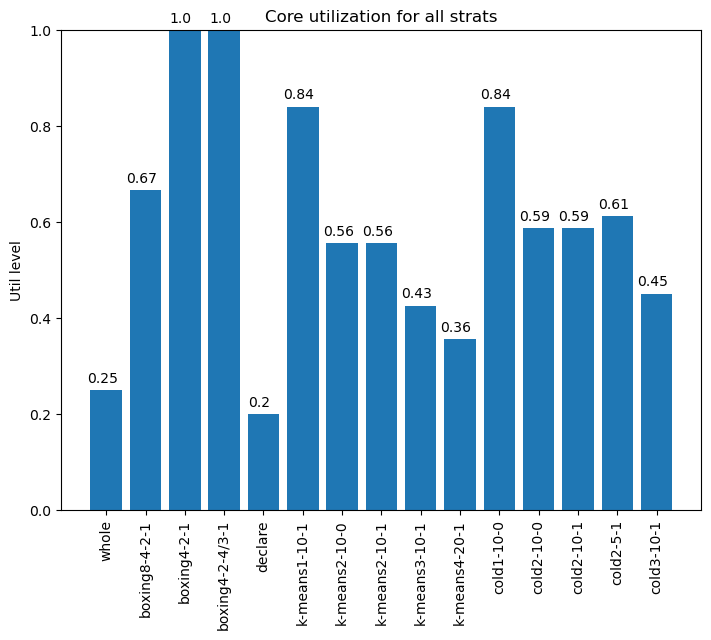 Core utilization for all strats
Util level
1.0
0.8
0.6
0.4
0.2
0.0
0.25
0.67
1.0
1.0
0.2
0.84
0.56
0.56
0.43
0.36
0.84
0.59
0.59
0.61
0.45
whole
boxing8-4-2-1
boxing4-2-1
boxing4-2-4/3-1
declare
k-means1-10-1
k-means2-10-0
k-means2-10-1
k-means3-10-1
k-means4-20-1
cold1-10-0
cold2-10-0
cold2-10-1
cold2-5-1
cold3-10-1